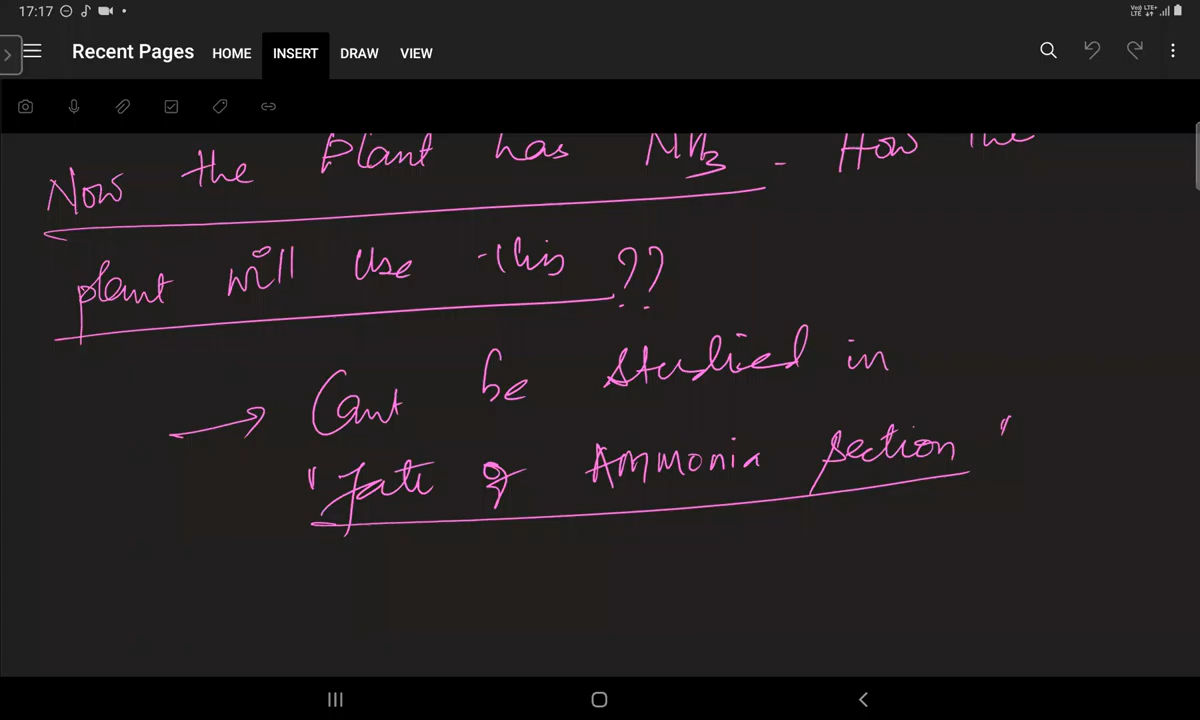 17:17
Recent Pages HOME INSERT DRAW VIEW
Now the Plant has NH3 - How the
plant will use this ??
→ Cant be studied in
"Fate of Ammonia section"